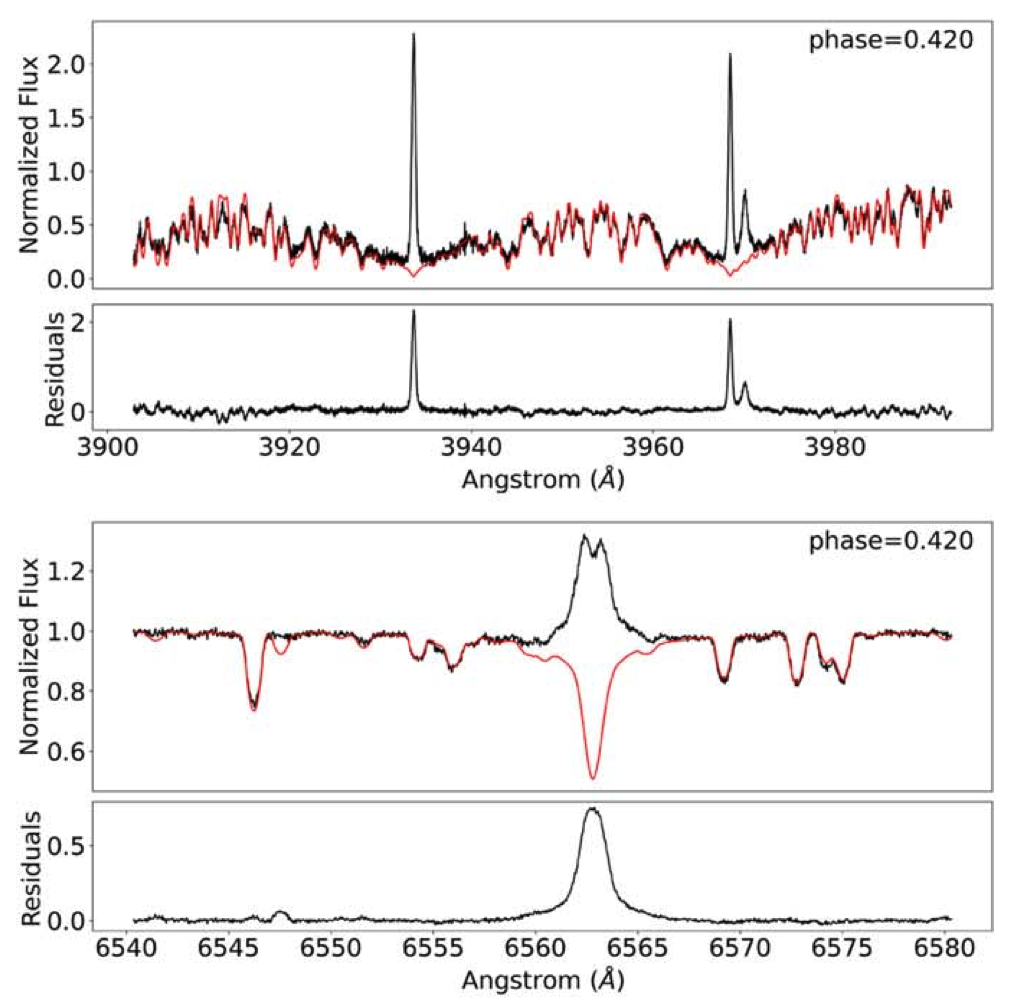 phase=0.420
Normalized Flux
2.0
1.5
1.0
0.5
0.0
Residuals
2
0
3900 3920 3940 3960 3980
Angstrom (Å)
phase=0.420
Normalized Flux
1.2
1.0
0.8
0.6
Residuals
0.5
0.0
6540 6545 6550 6555 6560 6565 6570 6575 6580
Angstrom (Å)